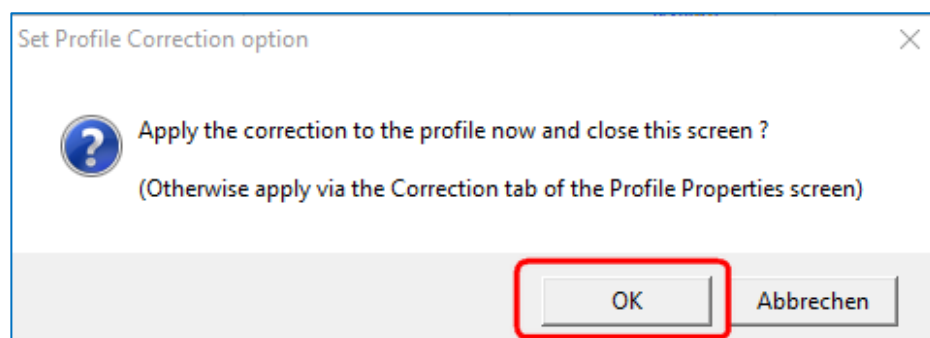 Set Profile Correction option
Apply the correction to the profile now and close this screen ?
(Otherwise apply via the Correction tab of the Profile Properties screen)
OK
Abbrechen